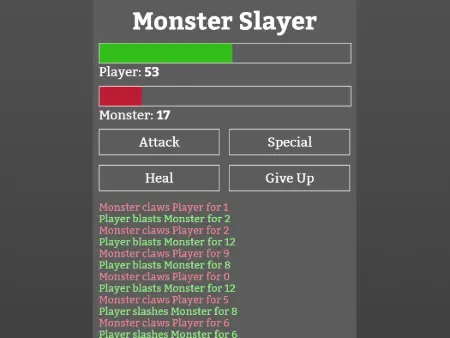 Monster Slayer
Player: 53
Monster: 17
Attack Special
Heal Give Up
Monster claws Player for 1
Player blasts Monster for 2
Monster claws Player for 2
Player blasts Monster for 12
Monster claws Player for 9
Player blasts Monster for 8
Monster claws Player for 0
Player blasts Monster for 12
Monster claws Player for 5
Player slashes Monster for 8
Monster claws Player for 6
Player slashes Monster for 6